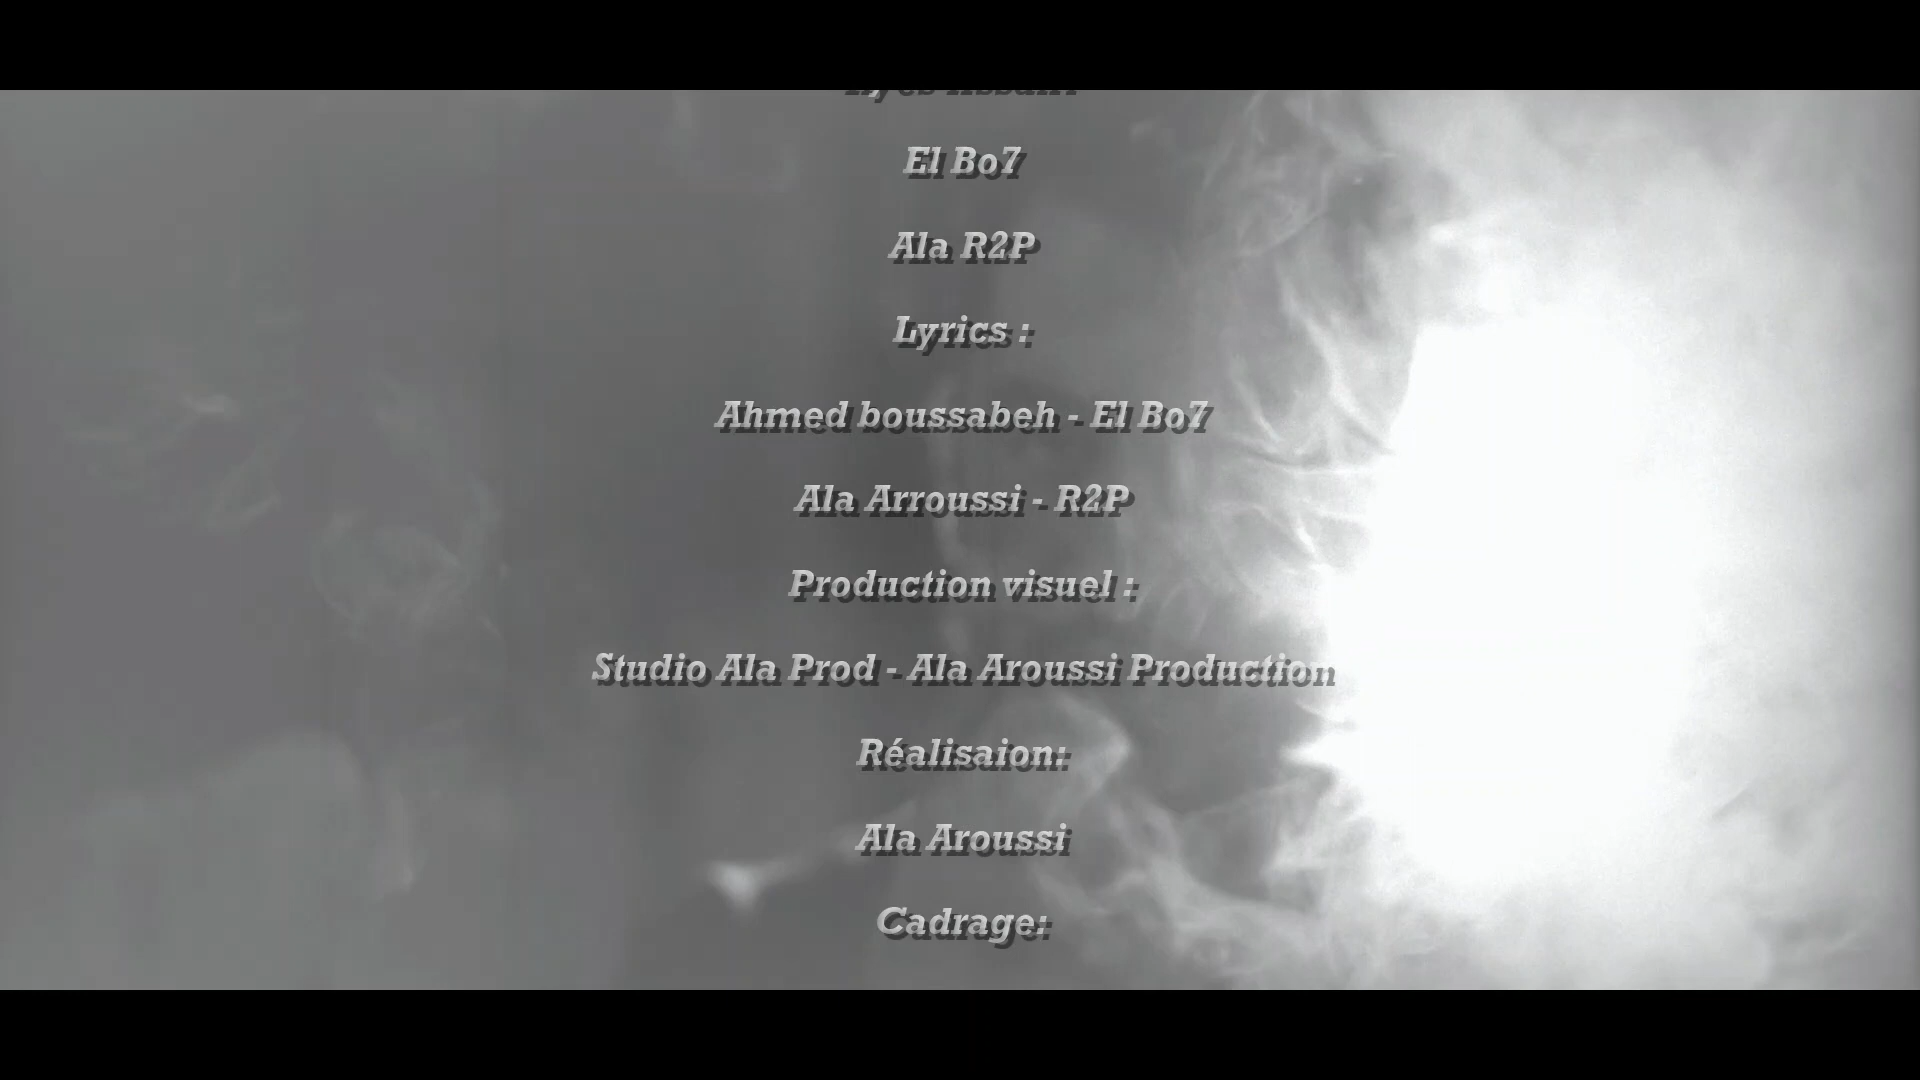 El Bo7
Ala R2P
Lyrics :
Ahmed boussabeh - El Bo7
Ala Arroussi - R2P
Production visuel :
Studio Ala Prod - Ala Aroussi Production
Réalisaion:
Ala Aroussi
Cadrage: